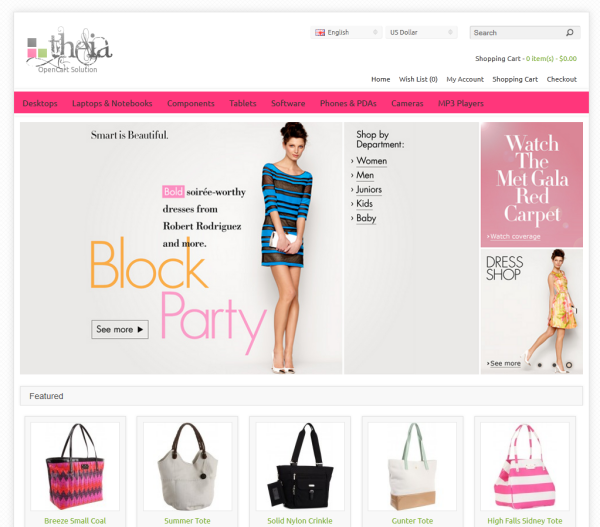 English
US Dollar
Search
theia
OpenCart Solution
Shopping Cart - 0 item(s) - $0.00
Home Wish List (0) My Account Shopping Cart Checkout
Desktops Laptops & Notebooks Components Tablets Software Phones & PDAs Cameras MP3 Players
Smart is Beautiful.
Bold soirée-worthy
dresses from
Robert Rodriguez
and more.
Block
Party
See more
Shop by
Department:
Women
Men
Juniors
Kids
Baby
Watch
The
Met Gala
Red
Carpet
Watch coverage
DRESS
SHOP
See more
Featured
Breeze Small Coal
Summer Tote
Solid Nylon Crinkle
Gunter Tote
High Falls Sidney Tote